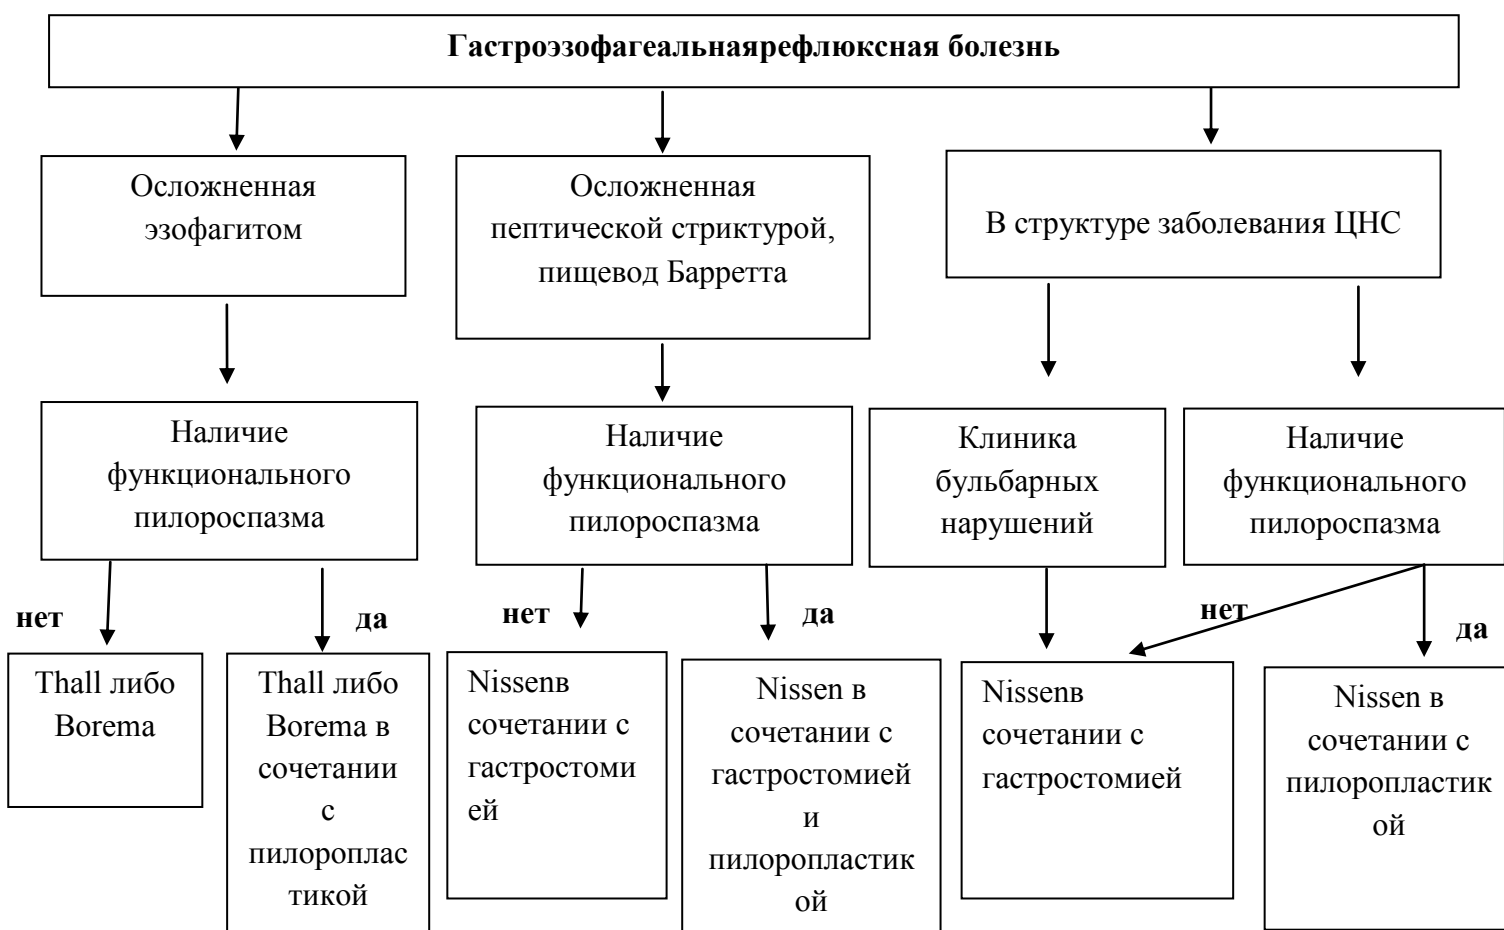 Гастроэзофагеальнаярефлюксная болезнь
Осложненная
эзофагитом
Осложненная
пептической стриктурой,
пищевод Барретта
В структуре заболевания ЦНС
Наличие
функционального
пилороспазма
Наличие
функционального
пилороспазма
Клиника
бульбарных
нарушений
Наличие
функционального
пилороспазма
нет
да
нет
да
нет
да
Thall либо
Borema
Thall либо
Borema в
сочетании
с
пилороплас
тикой
Nissenв
сочетании с
гастростоми
ей
Nissen в
сочетании с
гастростомией
и
пилоропластик
ой
Nissenв
сочетании с
гастростомией
Nissen в
сочетании с
пилоропластик
ой